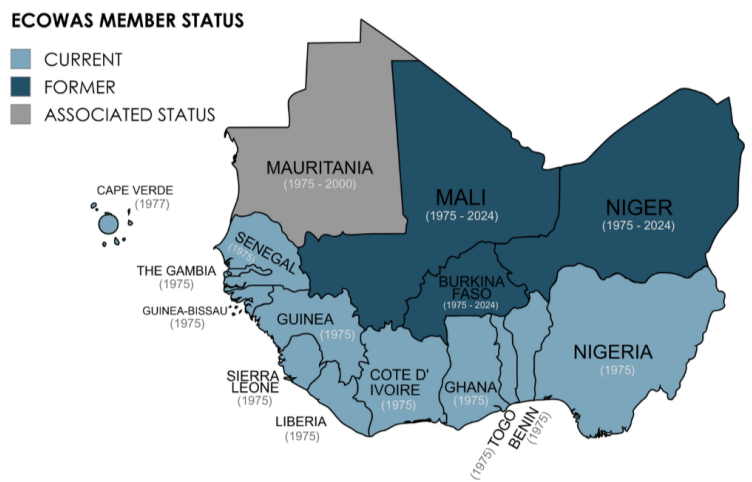 ECOWAS MEMBER STATUS
CURRENT
FORMER
ASSOCIATED STATUS
MAURITANIA
(1975 - 2000)
MALI
(1975 - 2024)
NIGER
(1975 - 2024)
CAPE VERDE
(1977)
SENEGAL
(1975)
THE GAMBIA
(1975)
GUINEA-BISSAU
(1975)
BURKINA
FASO
(1975 - 2024)
GUINEA
(1975)
NIGERIA
(1975)
SIERRA
LEONE
(1975)
COTE D'
IVOIRE
(1975)
GHANA
(1975)
LIBERIA
(1975)
TOGO
(1975)
BENIN
(1975)